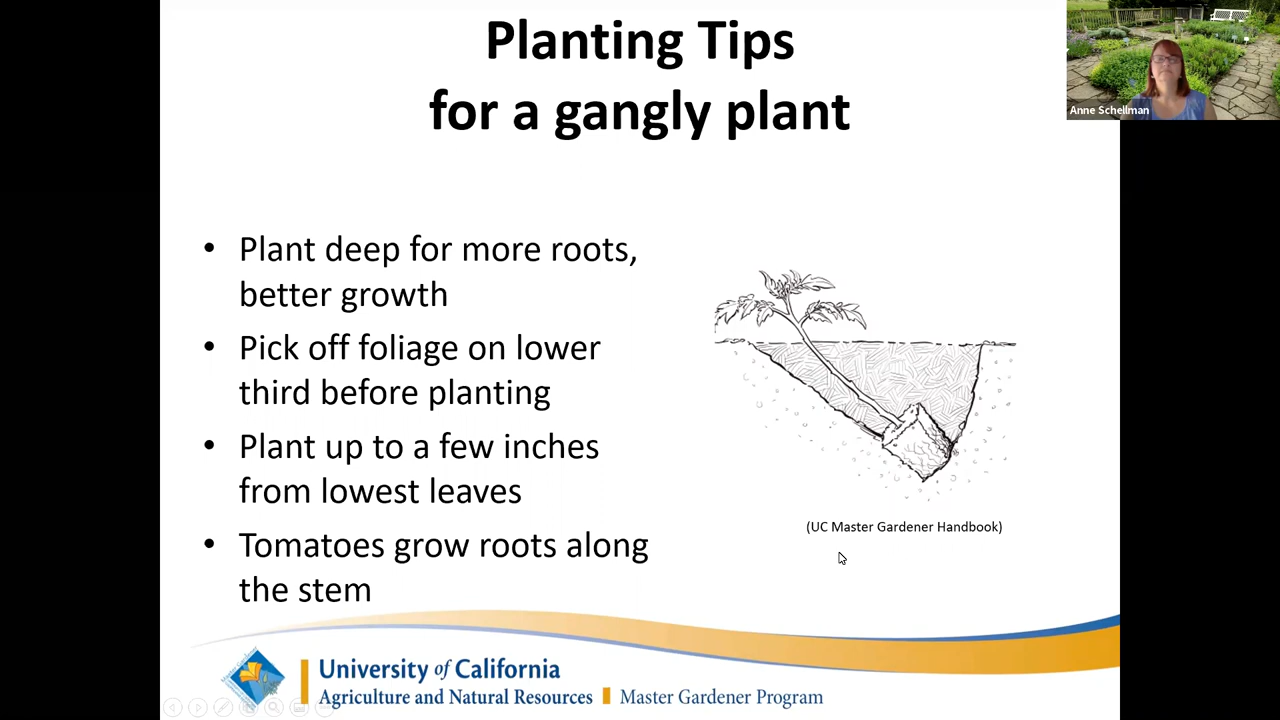 Planting Tips
for a gangly plant
Anne Schellman
• Plant deep for more roots,
better growth
• Pick off foliage on lower
third before planting
• Plant up to a few inches
from lowest leaves
• Tomatoes grow roots along
the stem
(UC Master Gardener Handbook)
University of California
Agriculture and Natural Resources | Master Gardener Program